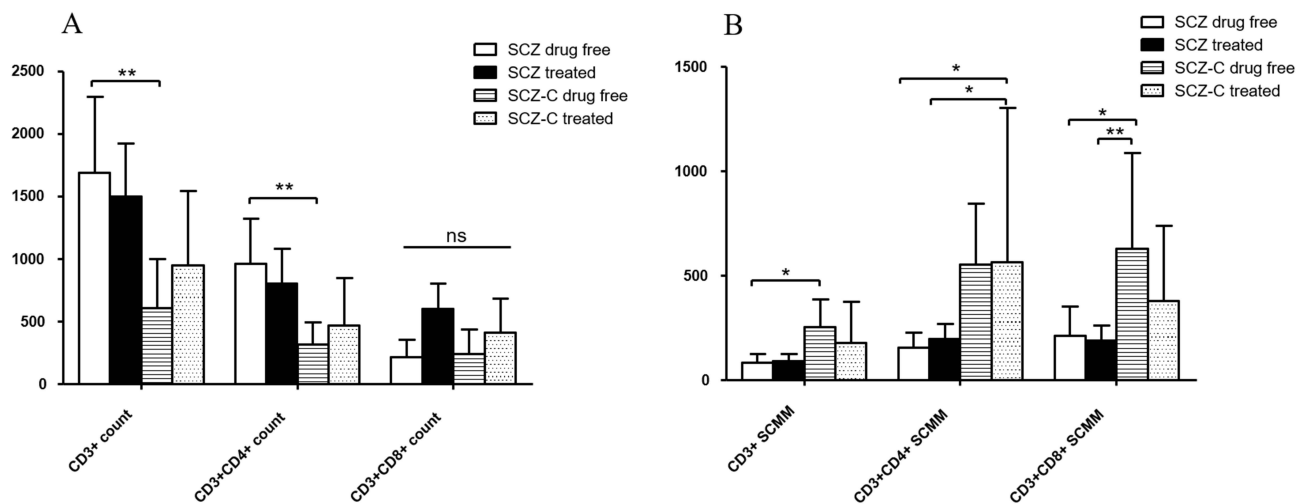 A
SCZ drug free
SCZ treated
SCZ-C drug free
SCZ-C treated
2500
2000
1500
1000
500
0
**
**
ns
CD3+ count
CD3+CD4+ count
CD3+CD8+ count
B
SCZ drug free
SCZ treated
SCZ-C drug free
SCZ-C treated
1500
1000
500
0
*
*
*
*
**
CD3+ SCMM
CD3+CD4+ SCMM
CD3+CD8+ SCMM